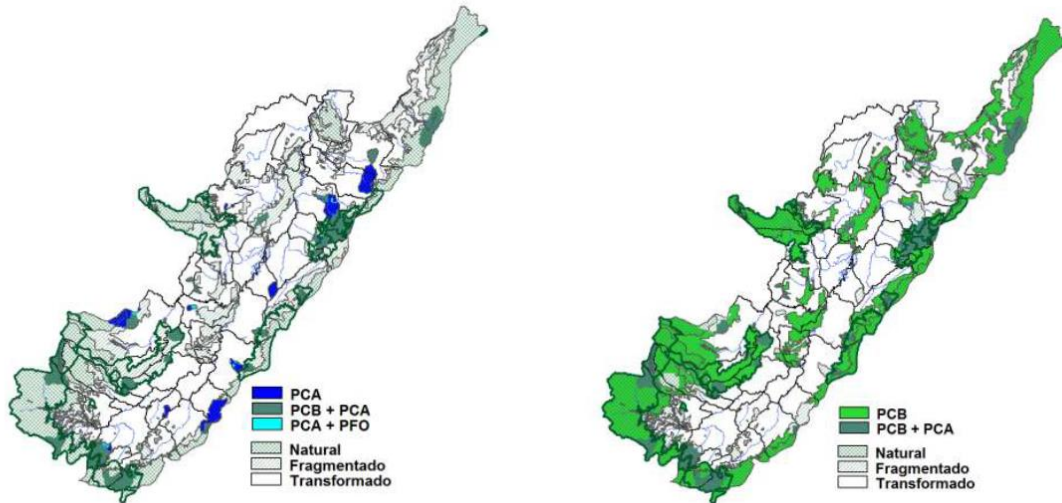 PCA
PCB + PCA
PCA + PFO
Natural
Fragmentado
Transformado
PCB
PCB + PCA
Natural
Fragmentado
Transformado